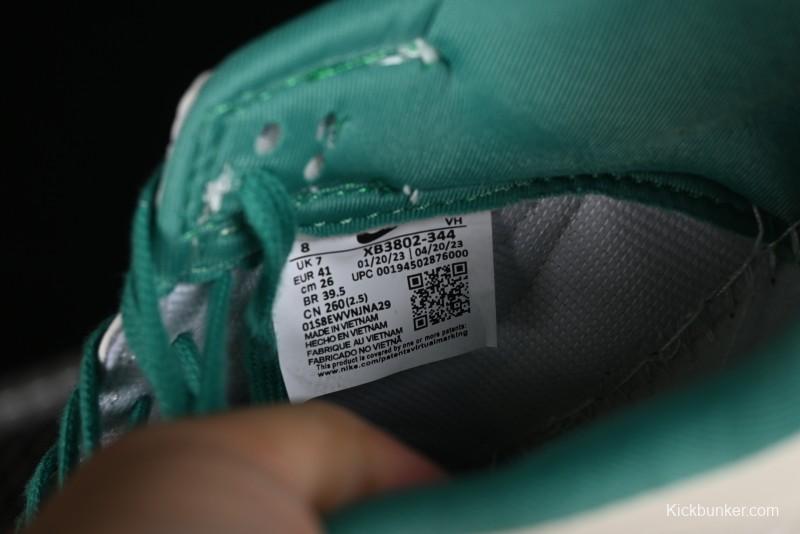 8 VH
UK 7 XB3802-344
EUR 41 01/20/23 | 04/20/23
cm 26 UPC 00194502876000
BR 39.5
CN 260(2.5)
01S8EWVNJNA29
MADE IN VIETNAM
HECHO EN VIETNAM
FABRIQUE AU VIETNAM
FABRICADO NO VIETNÃ
This product is covered by one or more patents:
www.nike.com/patentsvirtualmarking
Kickbunker.com